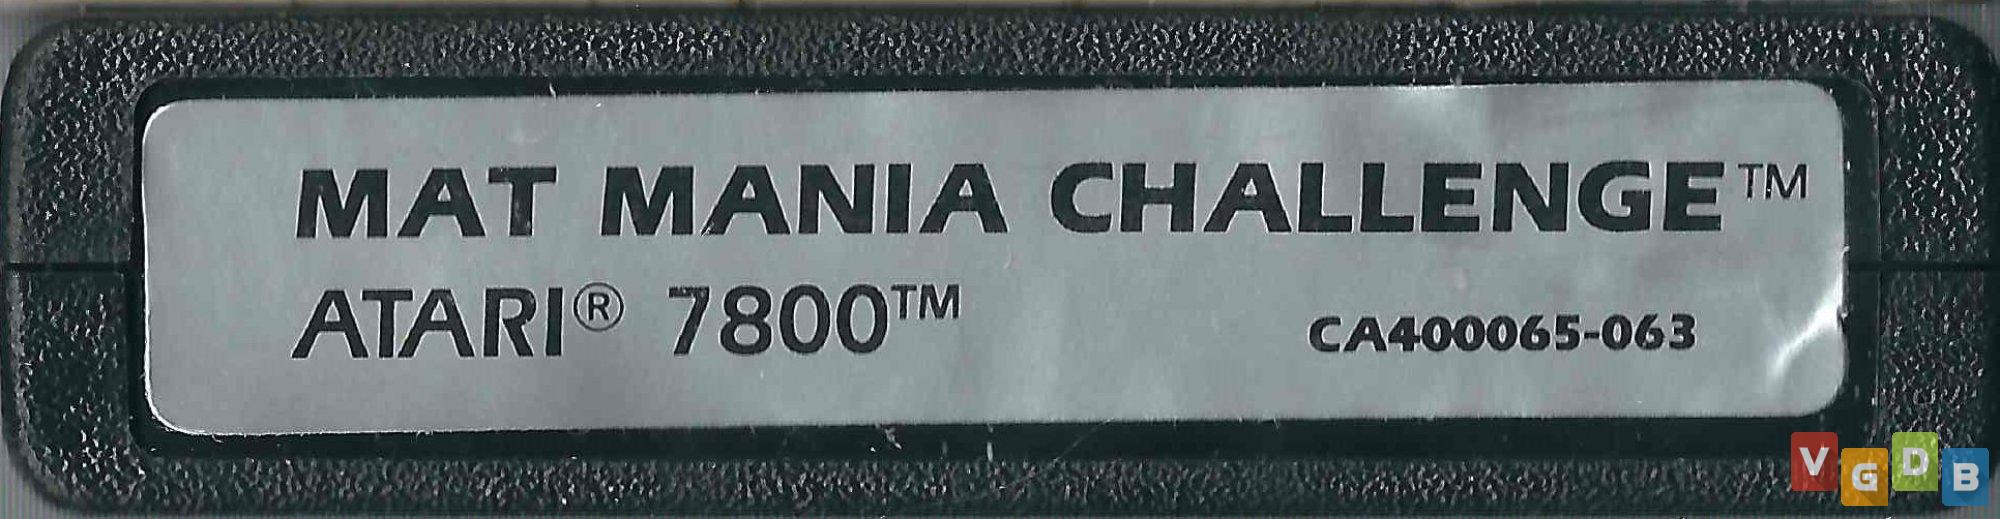 MAT MANIA CHALLENGE™
ATARI® 7800™
CA400065-063
VGDB